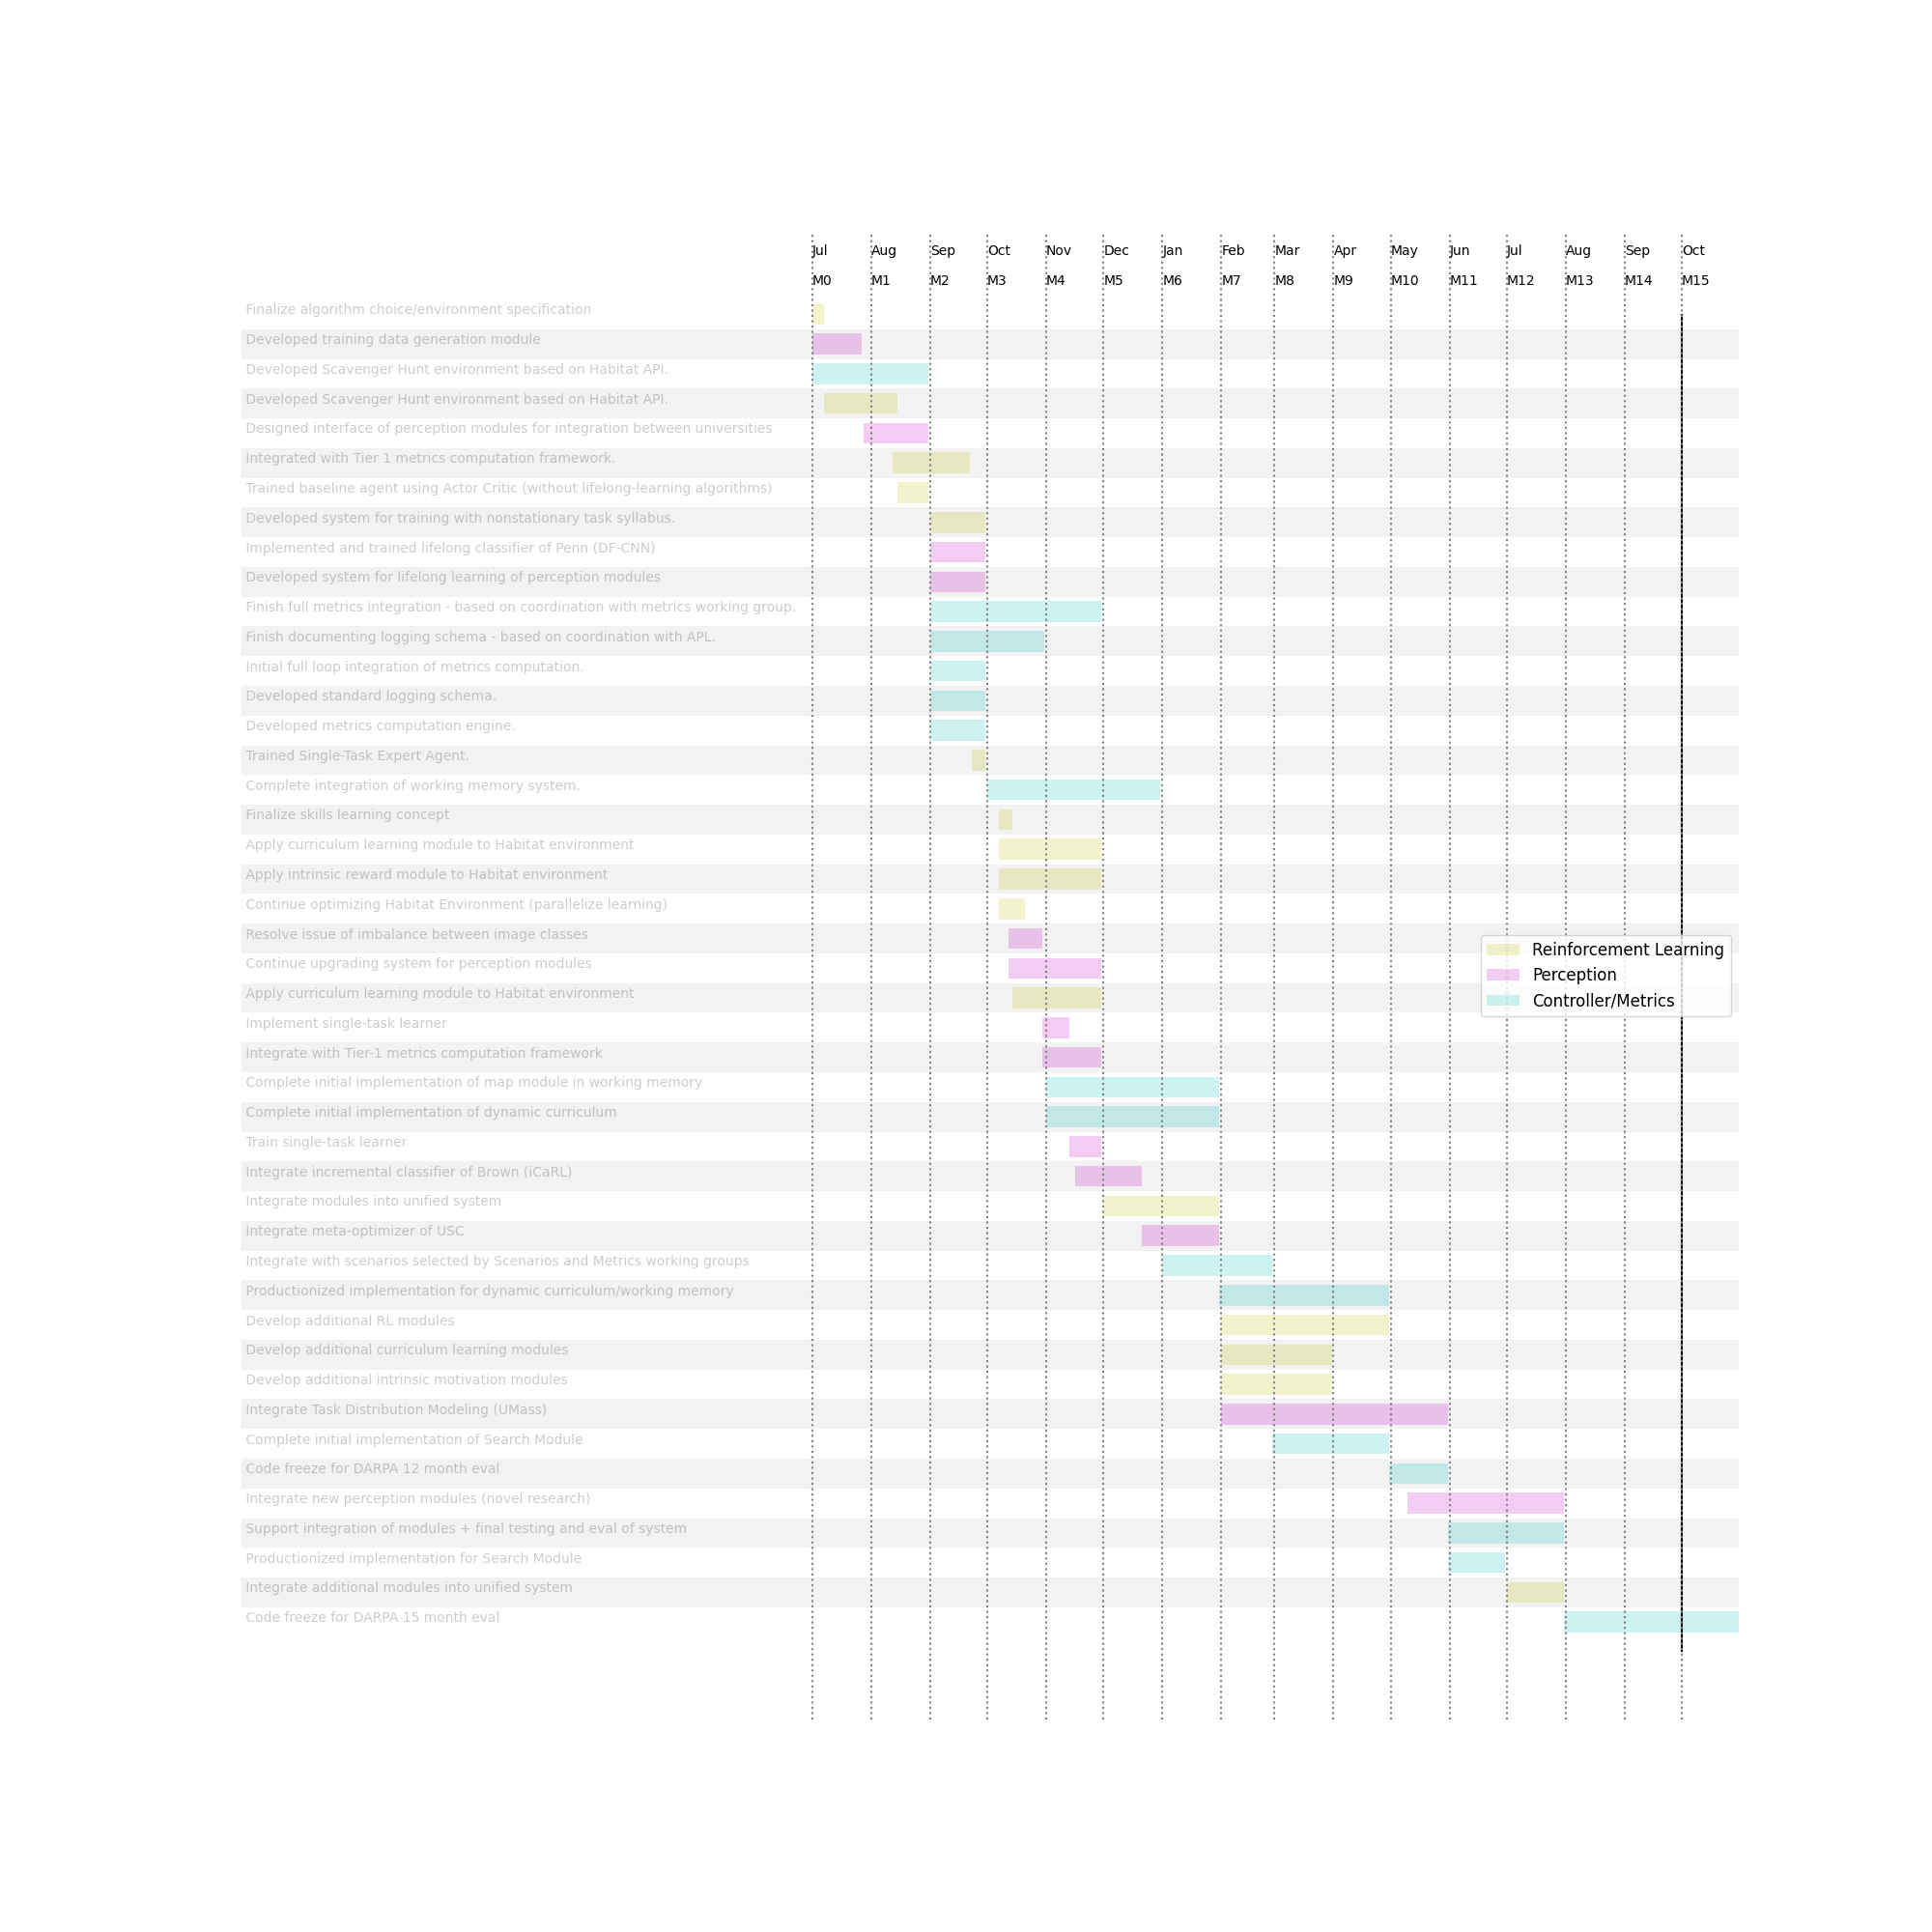 Jul Aug Sep Oct Nov Dec Jan Feb Mar Apr May Jun Jul Aug Sep Oct
M0 M1 M2 M3 M4 M5 M6 M7 M8 M9 M10 M11 M12 M13 M14 M15
Finalize algorithm choice/environment specification
Developed training data generation module
Developed Scavenger Hunt environment based on Habitat API.
Developed Scavenger Hunt environment based on Habitat API.
Designed interface of perception modules for integration between universities
Integrated with Tier 1 metrics computation framework.
Trained baseline agent using Actor Critic (without lifelong-learning algorithms)
Developed system for training with nonstationary task syllabus.
Implemented and trained lifelong classifier of Penn (DF-CNN)
Developed system for lifelong learning of perception modules
Finish full metrics integration - based on coordination with metrics working group.
Finish documenting logging schema - based on coordination with APL.
Initial full loop integration of metrics computation.
Developed standard logging schema.
Developed metrics computation engine.
Trained Single-Task Expert Agent.
Complete integration of working memory system.
Finalize skills learning concept
Apply curriculum learning module to Habitat environment
Apply intrinsic reward module to Habitat environment
Continue optimizing Habitat Environment (parallelize learning)
Resolve issue of imbalance between image classes
Continue upgrading system for perception modules
Apply curriculum learning module to Habitat environment
Implement single-task learner
Integrate with Tier-1 metrics computation framework
Complete initial implementation of map module in working memory
Complete initial implementation of dynamic curriculum
Train single-task learner
Integrate incremental classifier of Brown (iCaRL)
Integrate modules into unified system
Integrate meta-optimizer of USC
Integrate with scenarios selected by Scenarios and Metrics working groups
Productionized implementation for dynamic curriculum/working memory
Develop additional RL modules
Develop additional curriculum learning modules
Develop additional intrinsic motivation modules
Integrate Task Distribution Modeling (UMass)
Complete initial implementation of Search Module
Code freeze for DARPA 12 month eval
Integrate new perception modules (novel research)
Support integration of modules + final testing and eval of system
Productionized implementation for Search Module
Integrate additional modules into unified system
Code freeze for DARPA 15 month eval
Reinforcement Learning
Perception
Controller/Metrics